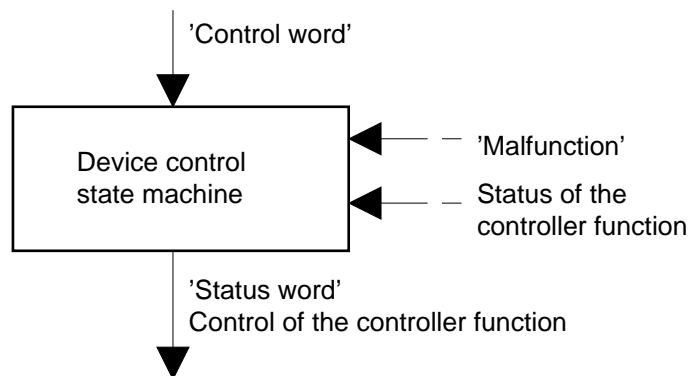 ’Control word’
Device control
state machine
’Malfunction’
Status of the
controller function
’Status word’
Control of the controller function